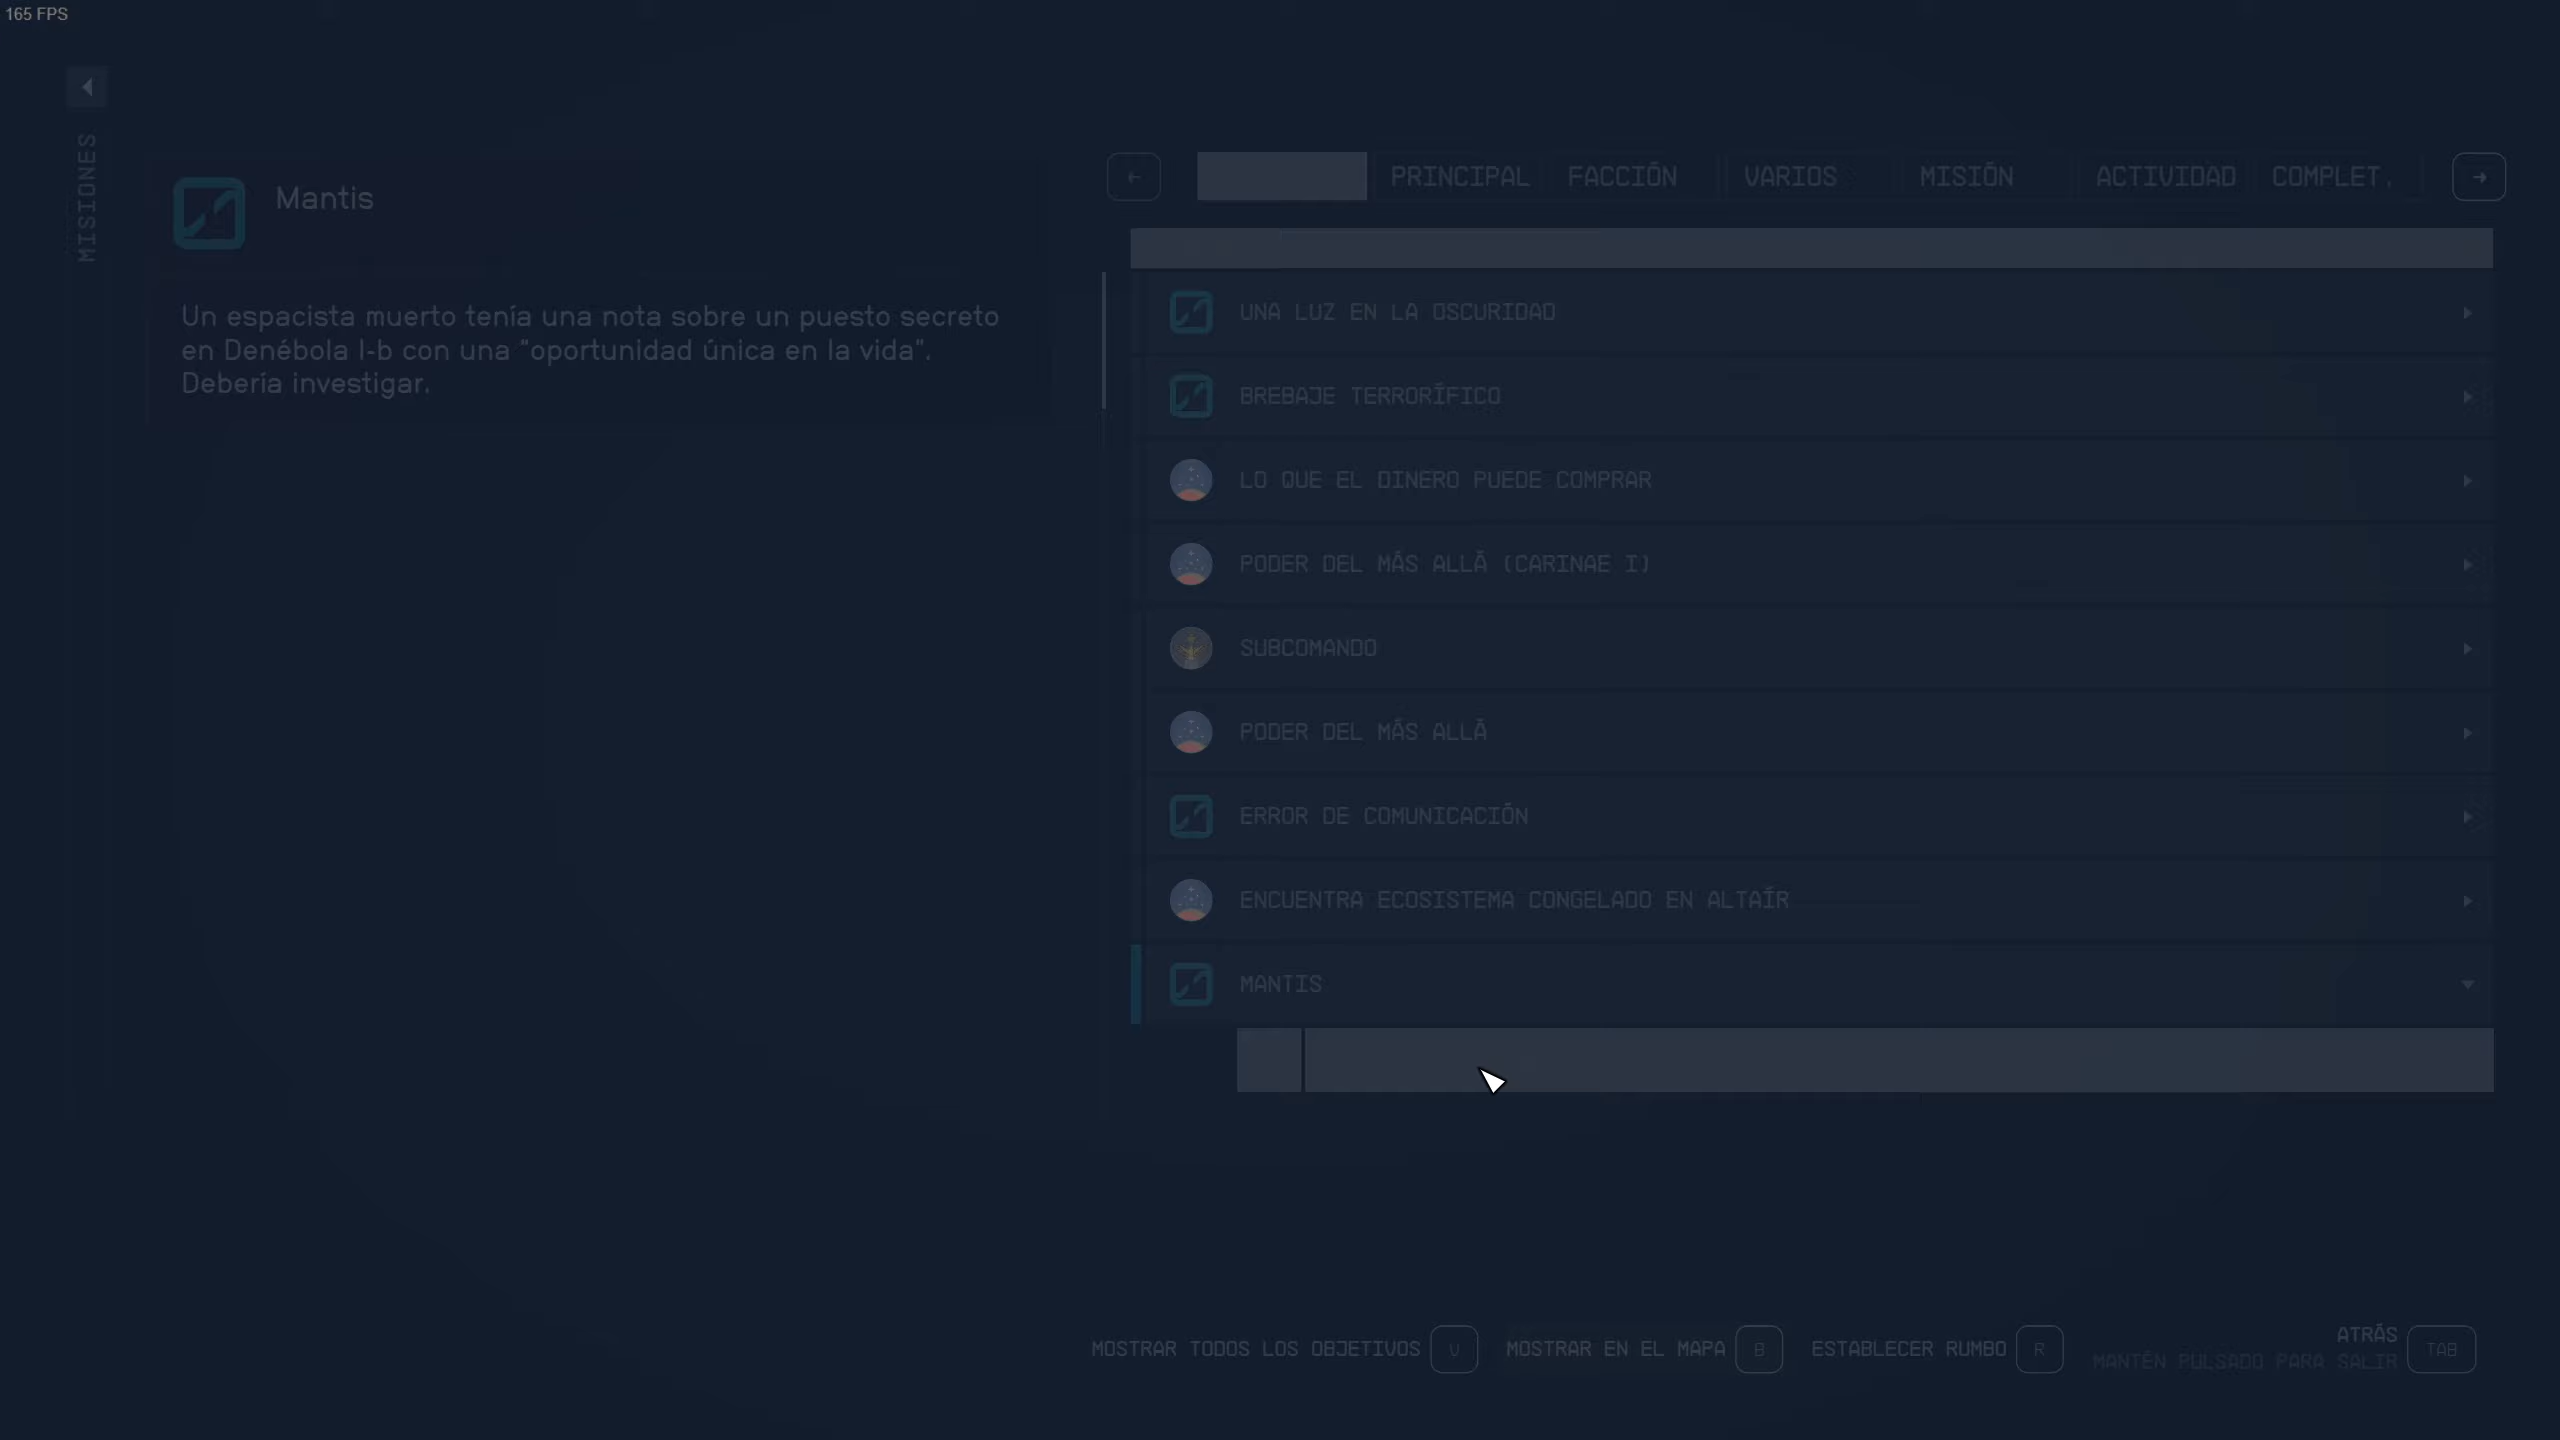 165 FPS
MISIONES
Mantis
Un espacista muerto tenía una nota sobre un puesto secreto
en Denébola I-b con una "oportunidad única en la vida".
Debería investigar.
PRINCIPAL
FACCIÓN
VARIOS
MISIÓN
ACTIVIDAD
COMPLET.
UNA LUZ EN LA OSCURIDAD
BREBAJE TERRORÍFICO
LO QUE EL DINERO PUEDE COMPRAR
PODER DEL MÁS ALLÁ (CARINAE I)
SUBCOMANDO
PODER DEL MÁS ALLÁ
ERROR DE COMUNICACIÓN
ENCUENTRA ECOSISTEMA CONGELADO EN ALTAÍR
MANTIS
MOSTRAR TODOS LOS OBJETIVOS V
MOSTRAR EN EL MAPA B
ESTABLECER RUMBO R
ATRÁS
MANTÉN PULSADO PARA SALIR
TAB